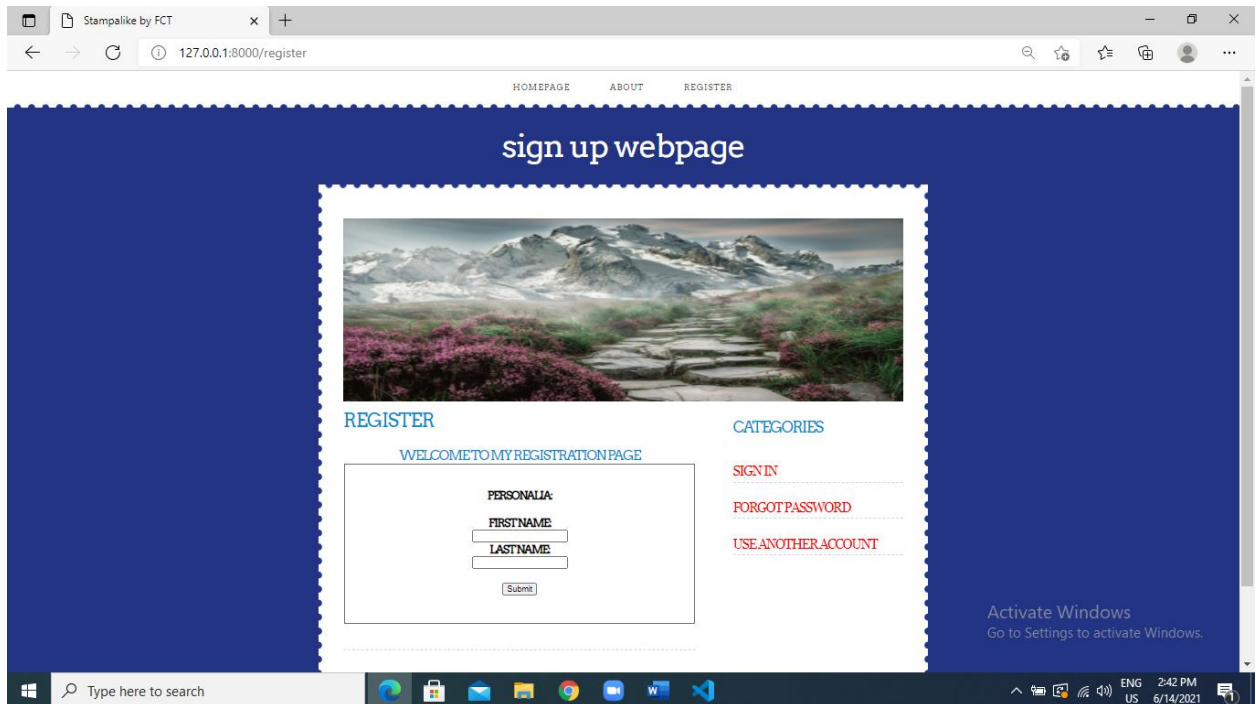 Stampalike by FCT
127.0.0.1:8000/register
HOMEPAGE ABOUT REGISTER
sign up webpage
REGISTER
WELCOME TO MY REGISTRATION PAGE
PERSONALIA:
FIRST NAME:
LAST NAME:
Submit
CATEGORIES
SIGN IN
FORGOT PASSWORD
USE ANOTHER ACCOUNT
Activate Windows
Go to Settings to activate Windows.
Type here to search
ENG
US
2:42 PM
6/14/2021
1